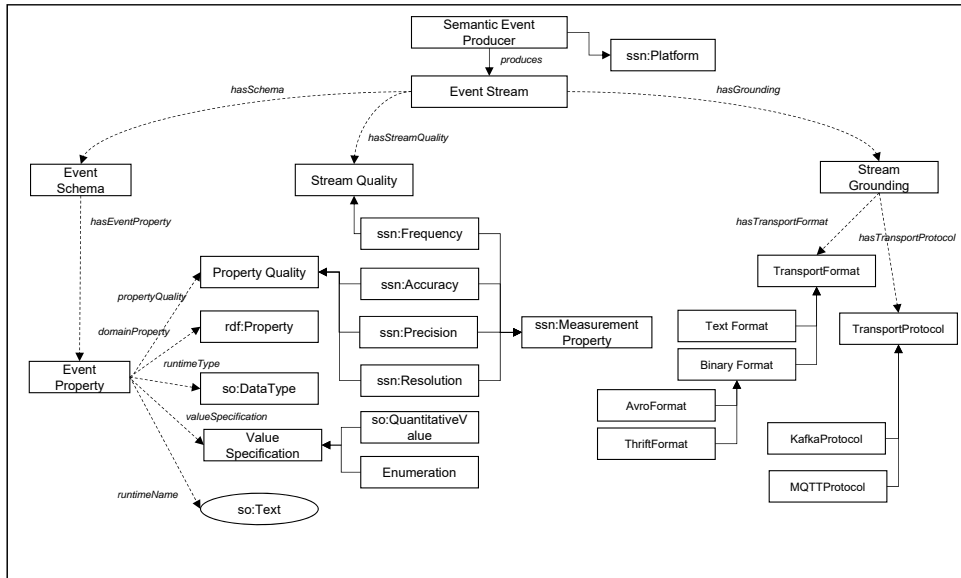 Semantic Event
Producer
ssn:Platform
produces
Event Stream
hasSchema
hasGrounding
hasStreamQuality
Event
Schema
Stream Quality
Stream
Grounding
hasEventProperty
ssn:Frequency
hasTransportFormat
hasTransportProtocol
Property Quality
ssn:Accuracy
TransportFormat
propertyQuality
domainProperty
rdf:Property
ssn:Precision
ssn:Measurement
Property
Text Format
TransportProtocol
runtimeType
Event
Property
so:DataType
ssn:Resolution
Binary Format
valueSpecification
AvroFormat
Value
Specification
so:QuantitativeV
alue
ThriftFormat
KafkaProtocol
Enumeration
MQTTProtocol
runtimeName
so:Text